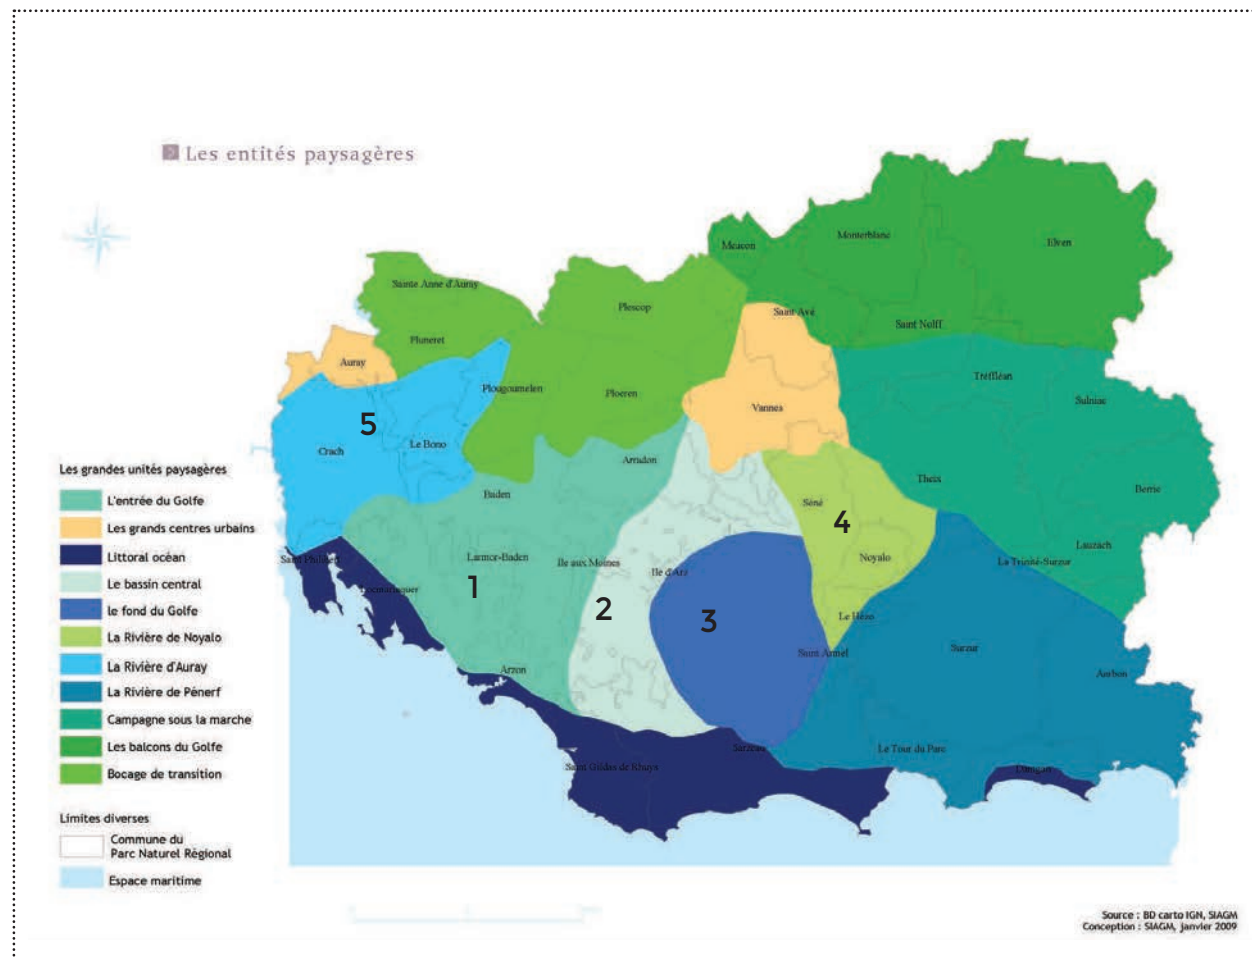 Les entités paysagères
Elven
Monterblanc
Meucon
Sainte Anne d'Auray
Plescop
Saint Avé
Saint Nolff
Pluneret
Auray
Tréffléan
Plougoumelen
Ploeren
Sulniac
Vannes
5
Crach
Le Bono
Arradon
Theix
Berric
Baden
Séné
4
Lauzach
Saint Philibert
Larmor-Baden
Ile aux Moines
Ile d'Arz
Noyalo
La Trinité-Surzur
Locmariaquer
1
2
3
Le Hézo
Saint Armel
Surzur
Arzon
Ambon
Sarzeau
Le Tour du Parc
Saint Gildas de Rhuys
Damgan
Les grandes unités paysagères
L'entrée du Golfe
Les grands centres urbains
Littoral océan
Le bassin central
le fond du Golfe
La Rivière de Noyalo
La Rivière d'Auray
La Rivière de Pénerf
Campagne sous la marche
Les balcons du Golfe
Bocage de transition
Limites diverses
Commune du
Parc Naturel Régional
Espace maritime
Source : BD carto IGN, SIAGM
Conception : SIAGM, janvier 2009